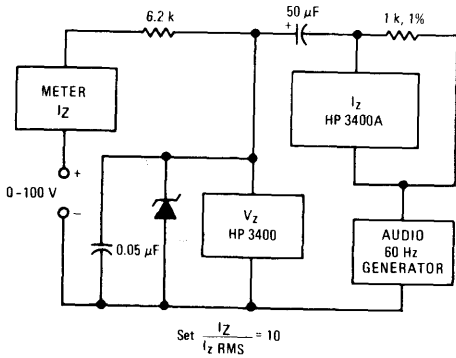 6.2 k
50 μF
+
1 k, 1%
METER
IZ
Iz
HP 3400A
0-100 V
+
−
0.05 μF
Vz
HP 3400
AUDIO
60 Hz
GENERATOR
Set IZ / Iz RMS = 10